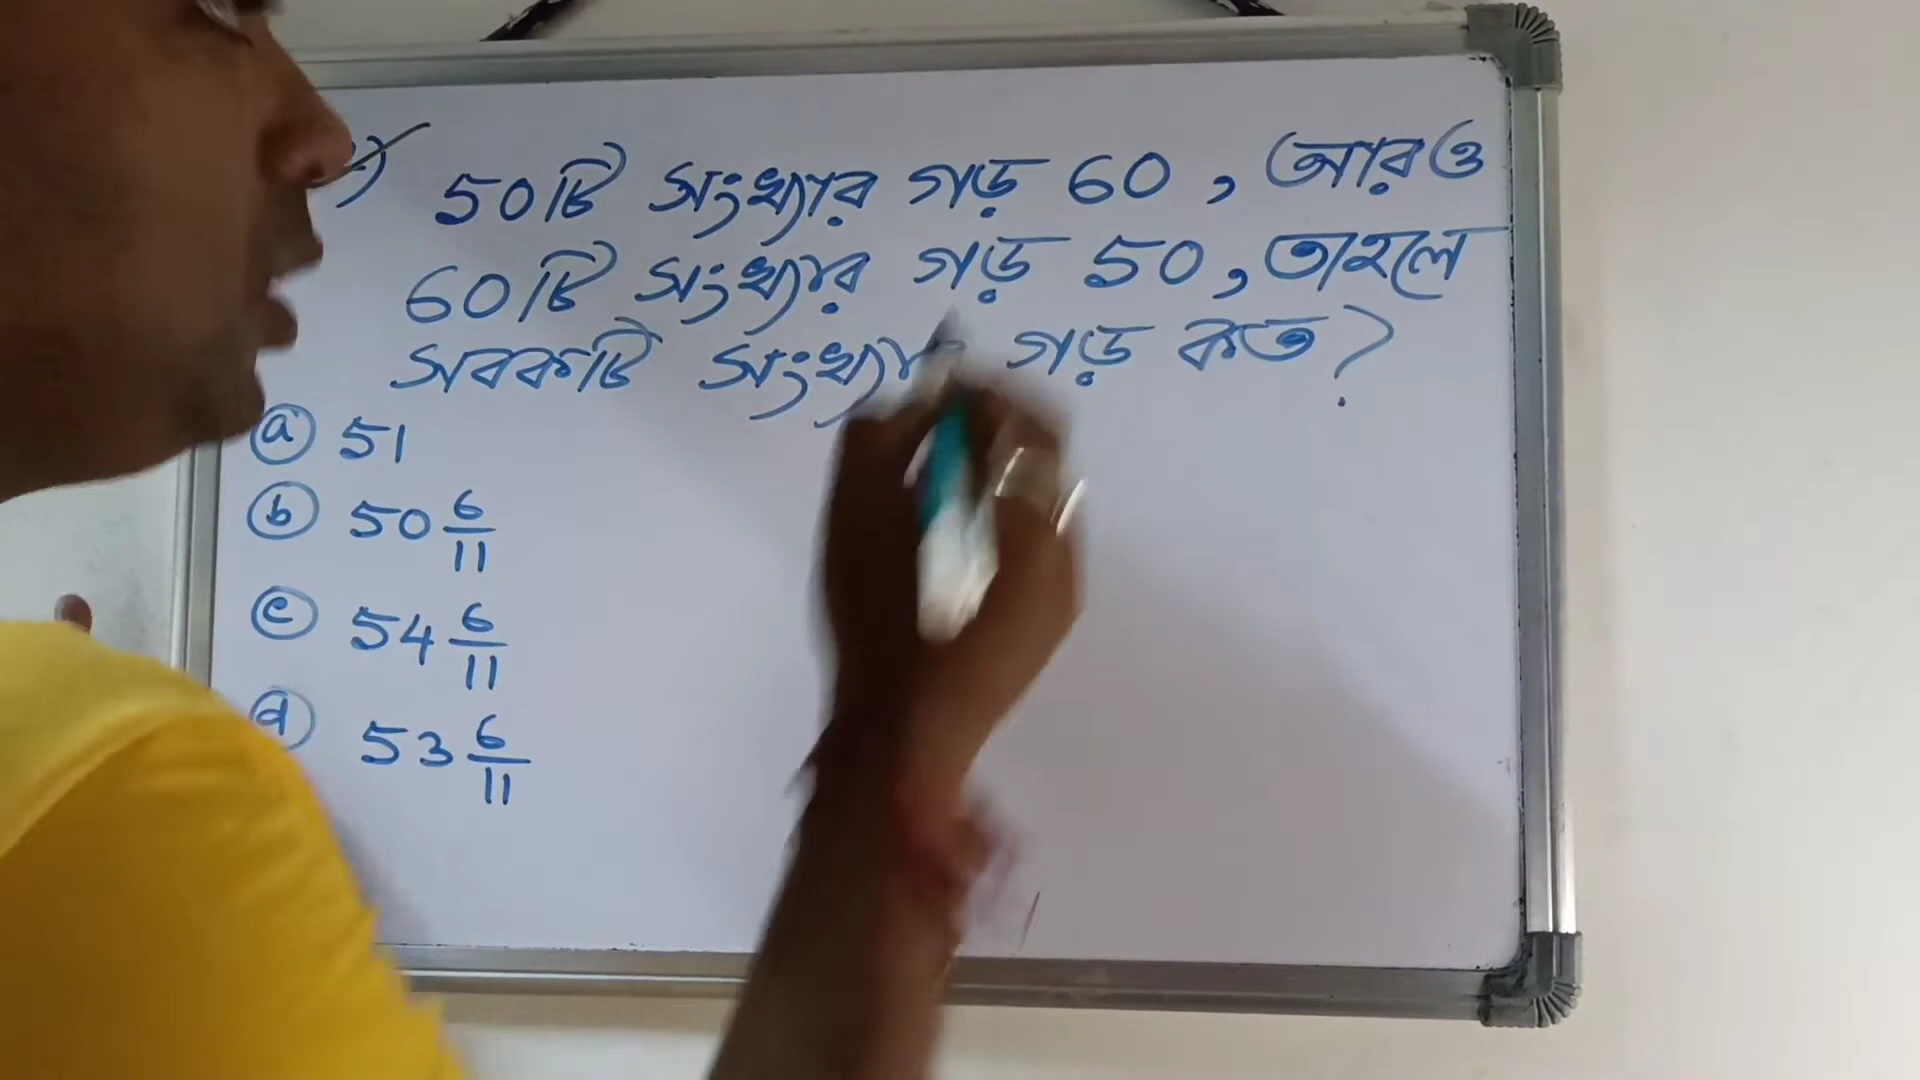 50টি সংখ্যার গড় 60, আরও
60টি সংখ্যার গড় 50, তাহলে
সবকটি গড় কত?
ⓐ 51
ⓑ 50 6/11
ⓒ 54 6/11
ⓓ 53 6/11